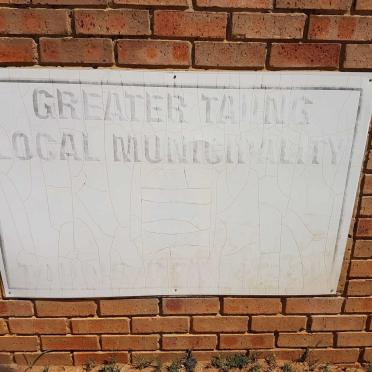 GREATER TAUNG
LOCAL MUNICIPALITY